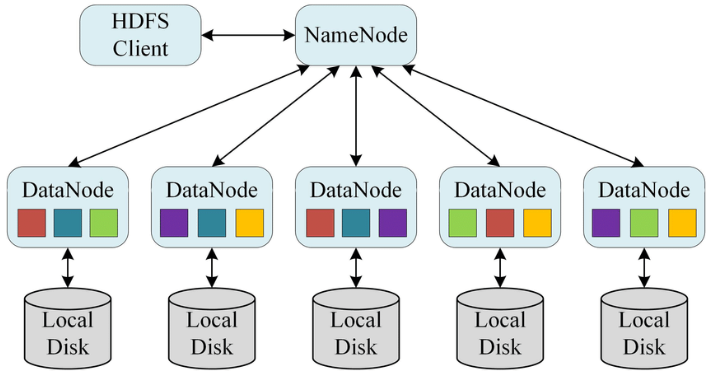 HDFS
Client
NameNode
DataNode
DataNode
DataNode
DataNode
DataNode
Local
Disk
Local
Disk
Local
Disk
Local
Disk
Local
Disk